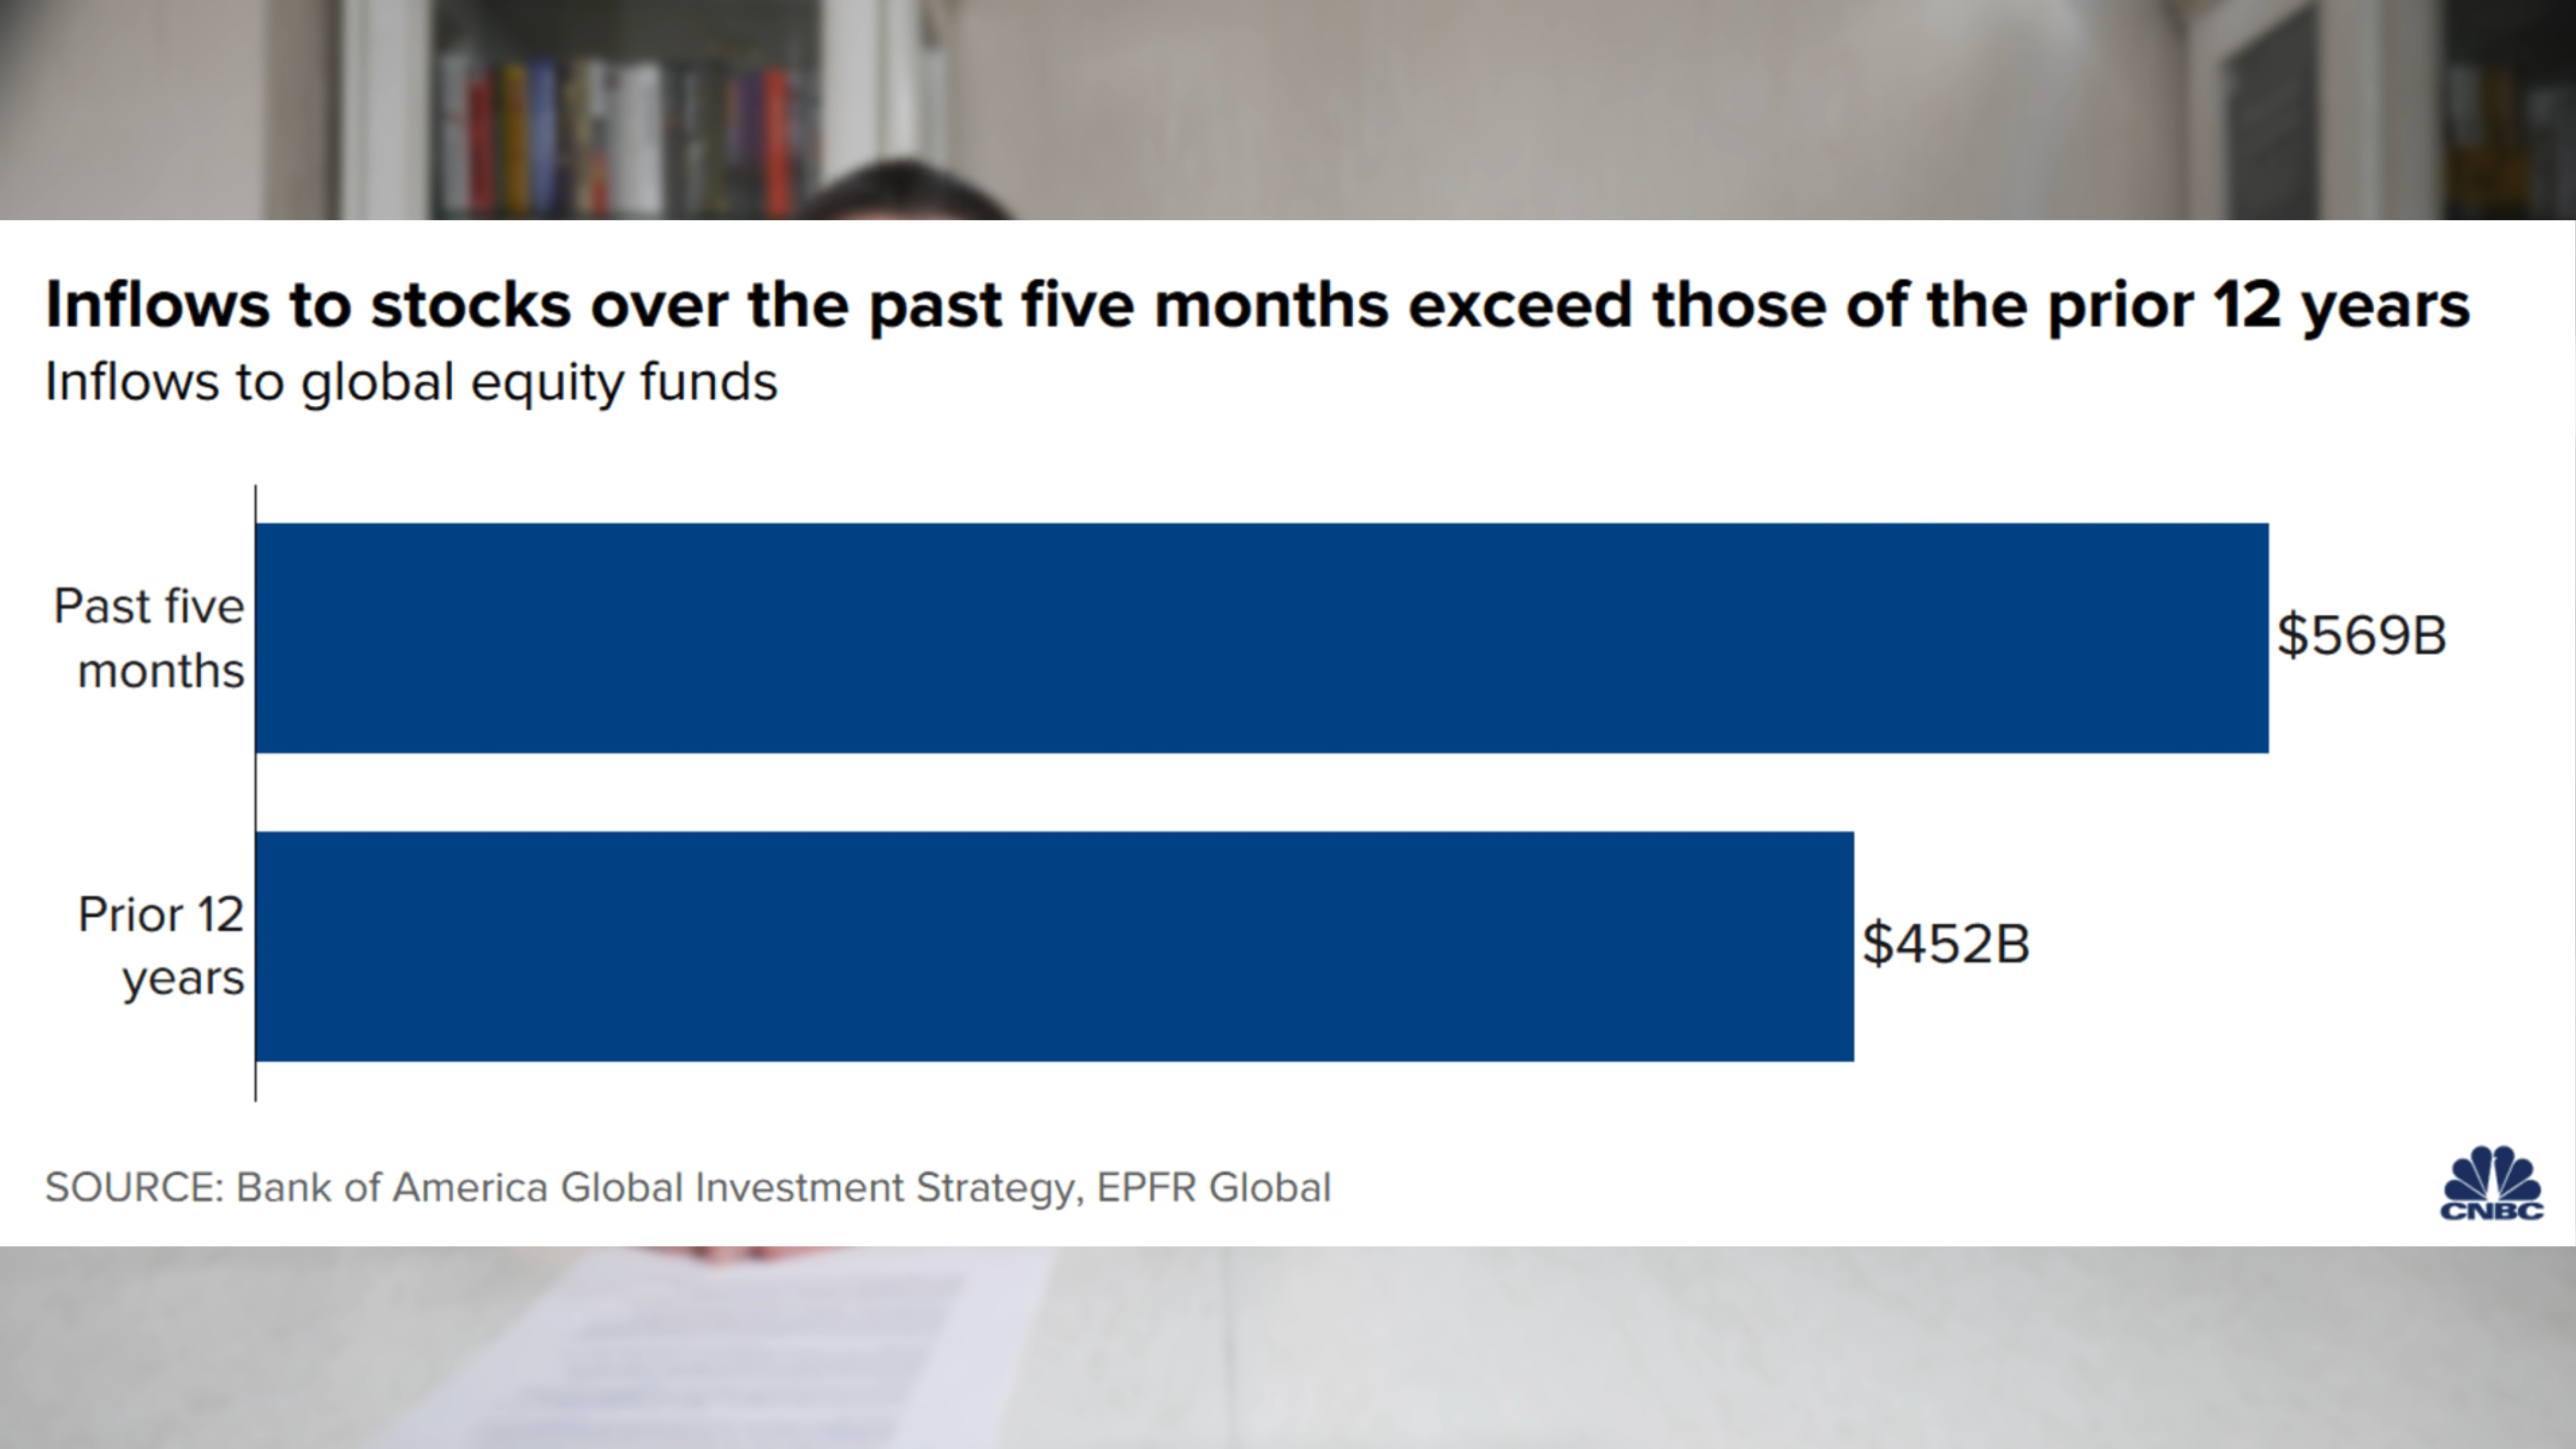 Inflows to stocks over the past five months exceed those of the prior 12 years
Inflows to global equity funds
Past five
months
$569B
Prior 12
years
$452B
SOURCE: Bank of America Global Investment Strategy, EPFR Global
CNBC